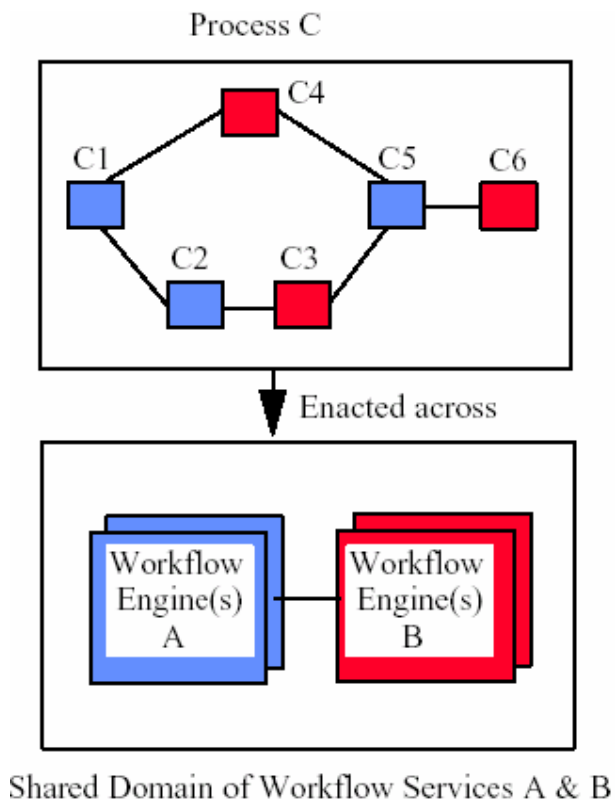 Process C
C4
C1
C5
C6
C2
C3
Enacted across
Workflow
Engine(s)
A
Workflow
Engine(s)
B
Shared Domain of Workflow Services A & B